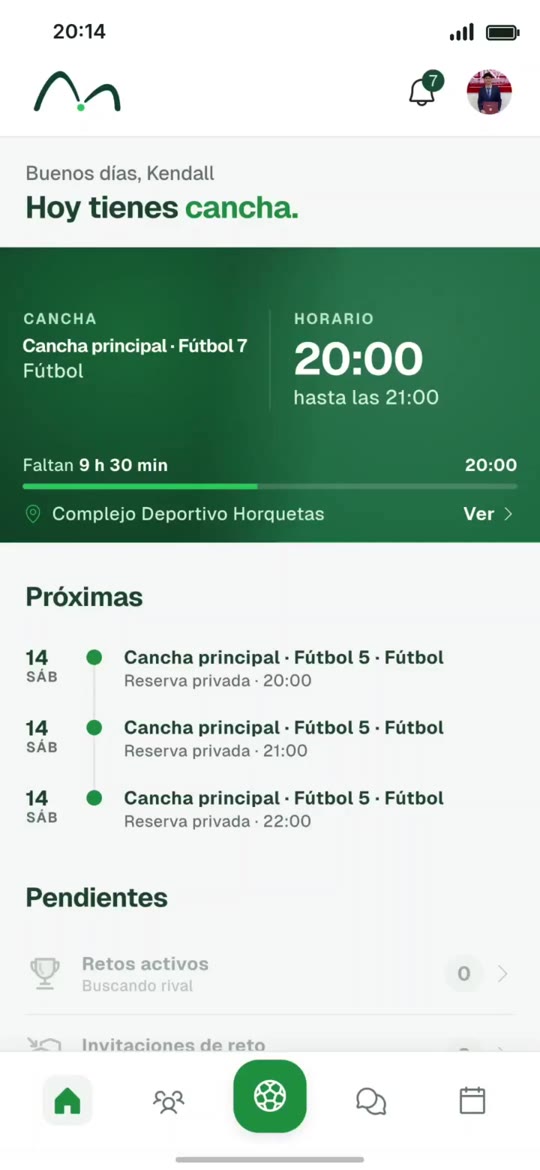 20:14
7
Buenos días, Kendall
Hoy tienes cancha.
CANCHA
Cancha principal · Fútbol 7
Fútbol
HORARIO
20:00
hasta las 21:00
Faltan 9 h 30 min
20:00
Complejo Deportivo Horquetas
Ver
Próximas
14
SÁB
Cancha principal · Fútbol 5 · Fútbol
Reserva privada · 20:00
14
SÁB
Cancha principal · Fútbol 5 · Fútbol
Reserva privada · 21:00
14
SÁB
Cancha principal · Fútbol 5 · Fútbol
Reserva privada · 22:00
Pendientes
Retos activos
Buscando rival
0
Invitaciones de reto